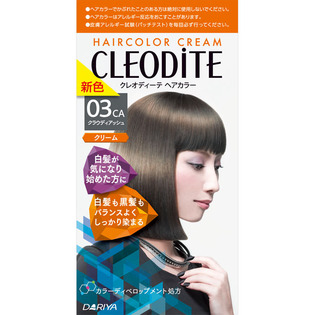 ●ヘアカラーでかぶれたことのある方は絶対に使用しないでください。
●ヘアカラーはアレルギー反応をおこすことがあります。
●皮膚アレルギー試験(パッチテスト)を毎回必ず行ってください。
HAIRCOLOR CREAM
CLEODiTE
クレオディーテ ヘアカラー
新色
03CA
クラウディアッシュ
クリーム
白髪が
気になり
始めた方に
白髪も黒髪も
バランスよく
しっかり染まる
カラーディベロップメント処方
DARIYA